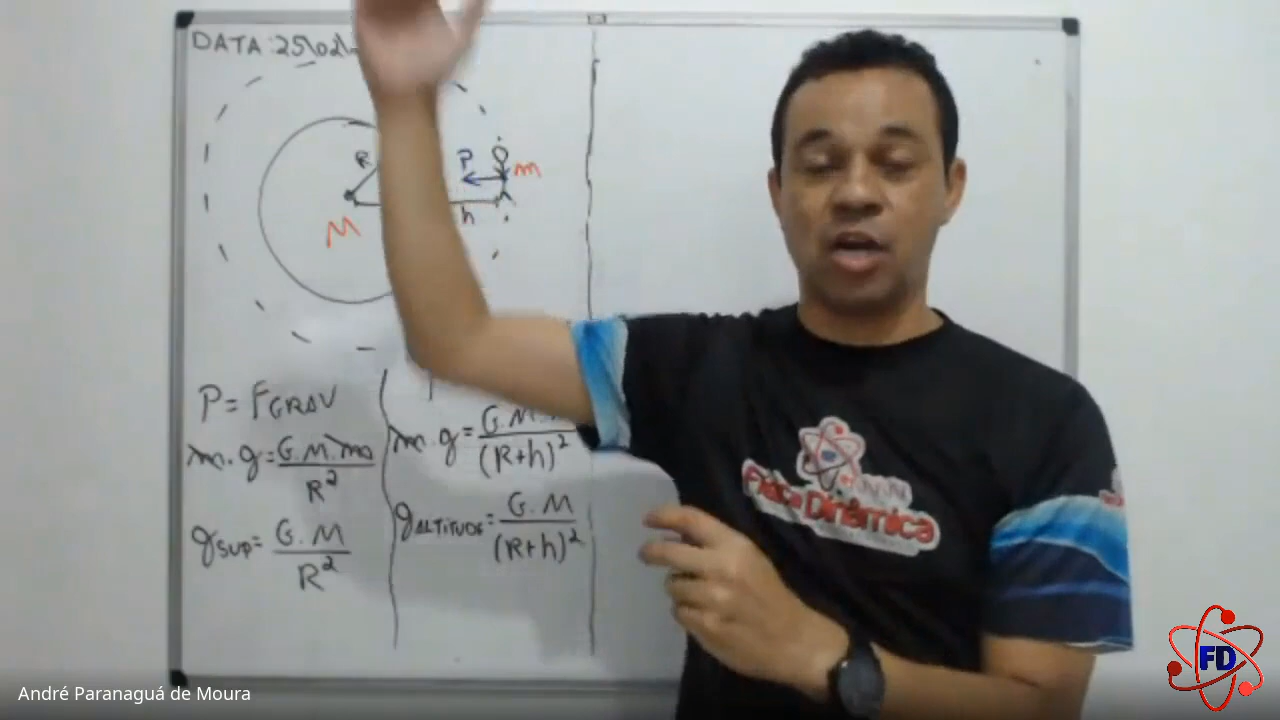 DATA: 25\02\
R
P
m
h
M
P = FGRAV
m.g = G.M.m
R²
gSUP = G.M
R²
m.g = G.M.
(R+h)²
gALTITUDE = G.M
(R+h)²
Física Dinâmica
André Paranaguá de Moura
FD